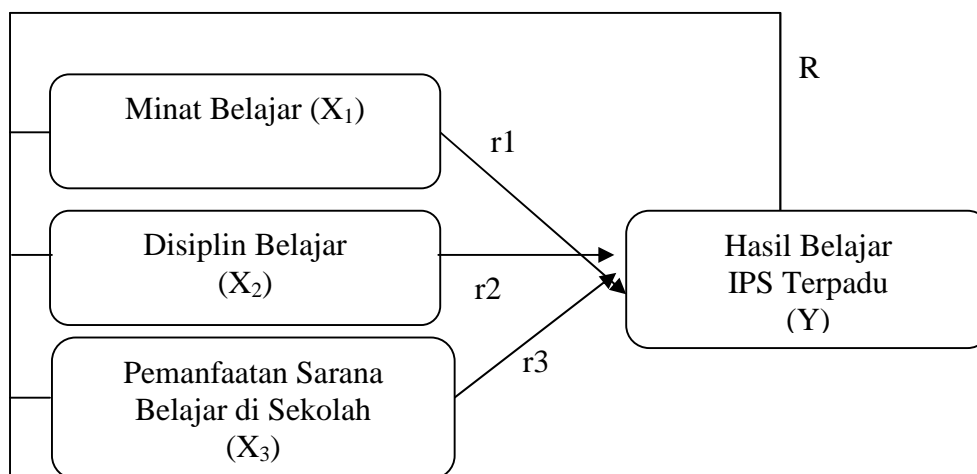 R
Minat Belajar (X₁)
r1
Disiplin Belajar
(X₂)
r2
Hasil Belajar
IPS Terpadu
(Y)
Pemanfaatan Sarana
Belajar di Sekolah
(X₃)
r3